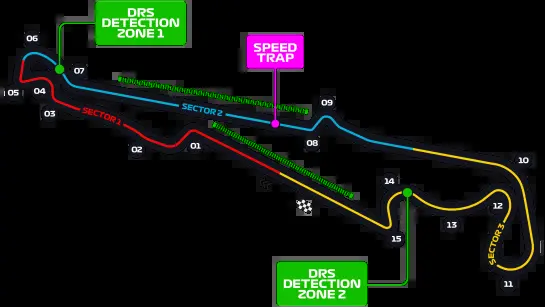 DRS
DETECTION
ZONE 1
06
SPEED
TRAP
07
05
04
09
SECTOR 2
03
SECTOR 1
08
02
01
10
14
12
13
15
SECTOR 3
DRS
DETECTION
ZONE 2
11